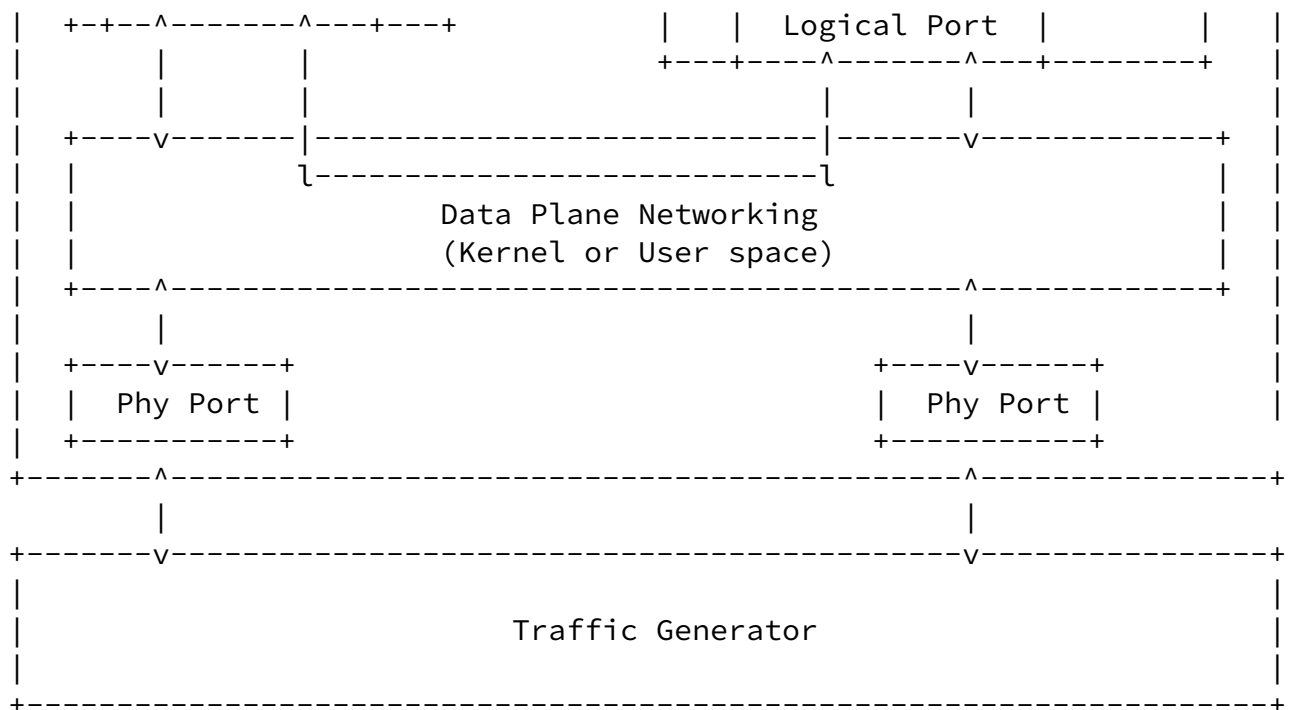 Logical Port
Data Plane Networking
(Kernel or User space)
Phy Port Phy Port
Traffic Generator